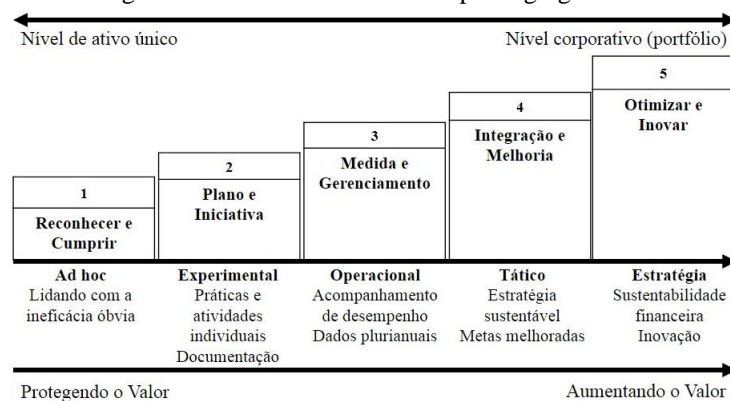 Nível de ativo único
Nível corporativo (portfólio)
1
Reconhecer e
Cumprir
2
Plano e
Iniciativa
3
Medida e
Gerenciamento
4
Integração e
Melhoria
5
Otimizar e
Inovar
Ad hoc
Lidando com a
ineficácia óbvia
Experimental
Práticas e
atividades
individuais
Documentação
Operacional
Acompanhamento
de desempenho
Dados plurianuais
Tático
Estratégia
sustentável
Metas melhoradas
Estratégia
Sustentabilidade
financeira
Inovação
Protegendo o Valor
Aumentando o Valor